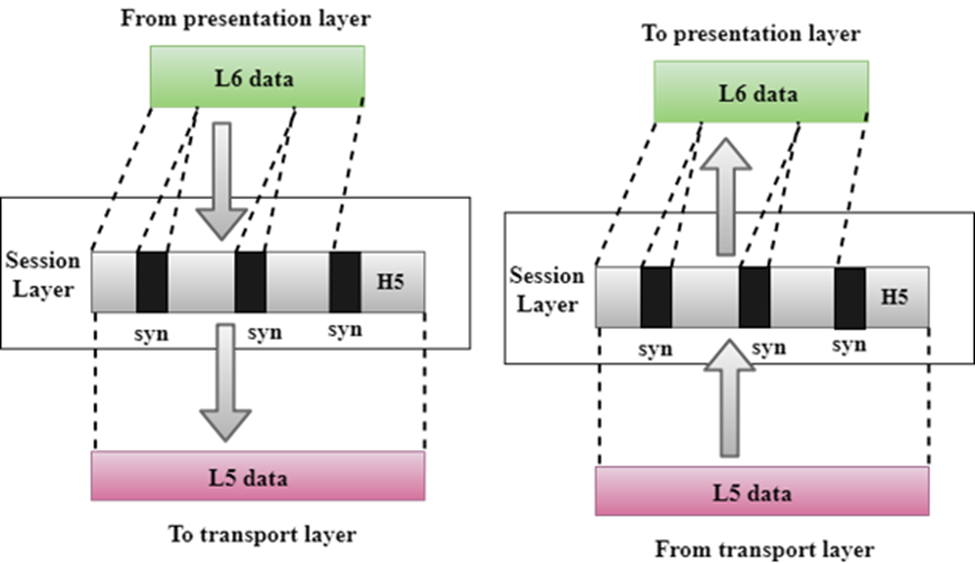 From presentation layer
L6 data
Session
Layer
H5
syn
syn
syn
L5 data
To transport layer
To presentation layer
L6 data
Session
Layer
H5
syn
syn
syn
L5 data
From transport layer